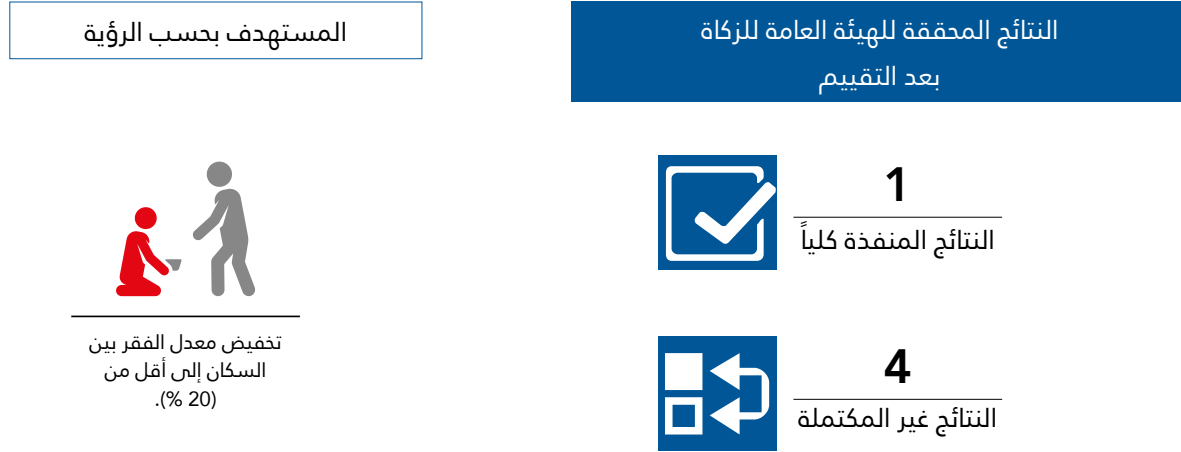 النتائج المحققة للهيئة العامة للزكاة
بعد التقييم
1
النتائج المنفذة كلياً
4
النتائج غير المكتملة
المستهدف بحسب الرؤية
تخفيض معدل الفقر بين
السكان إلى أقل من
(20 %).